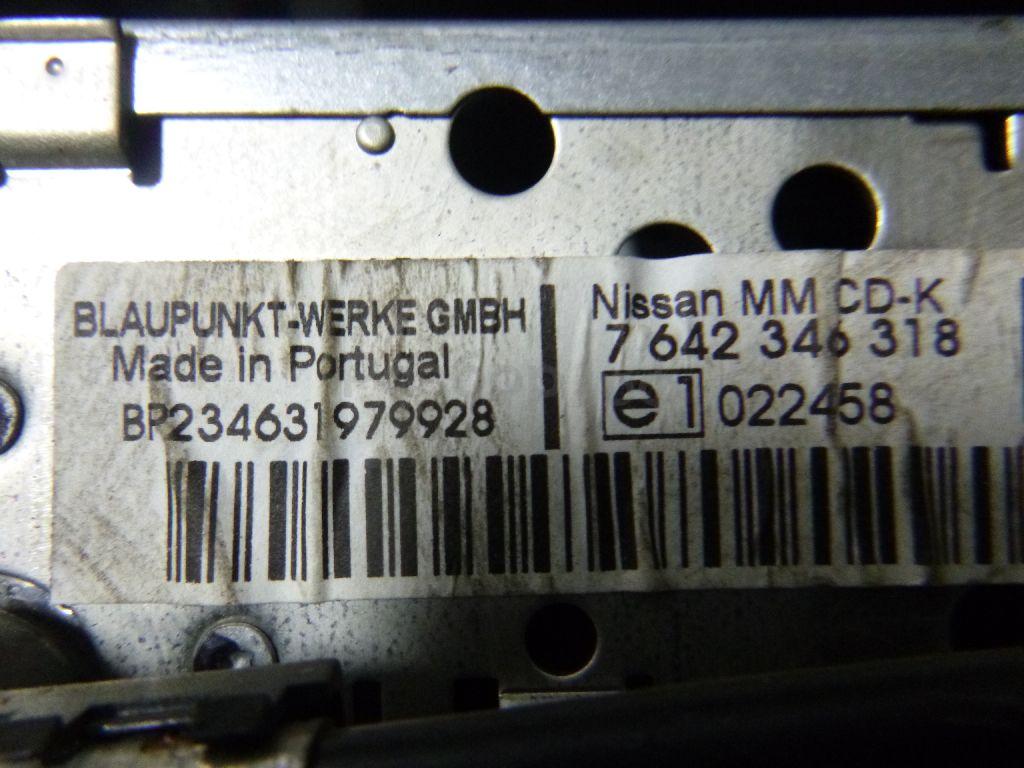 BLAUPUNKT-WERKE GMBH
Made in Portugal
BP234631979928
Nissan MM CD-K
7 642 346 318
e1 022458